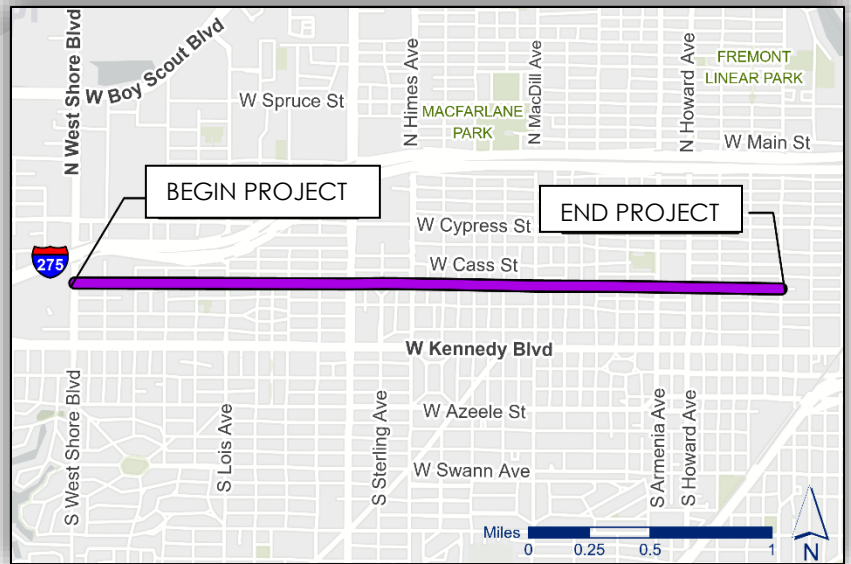 N West Shore Blvd
W Boy Scout Blvd
W Spruce St
N Himes Ave
MACFARLANE
PARK
N MacDill Ave
N Howard Ave
FREMONT
LINEAR PARK
W Main St
BEGIN PROJECT
END PROJECT
W Cypress St
W Cass St
275
W Kennedy Blvd
S West Shore Blvd
S Lois Ave
S Sterling Ave
W Azeele St
W Swann Ave
S Armenia Ave
S Howard Ave
Miles
0 0.25 0.5 1
N